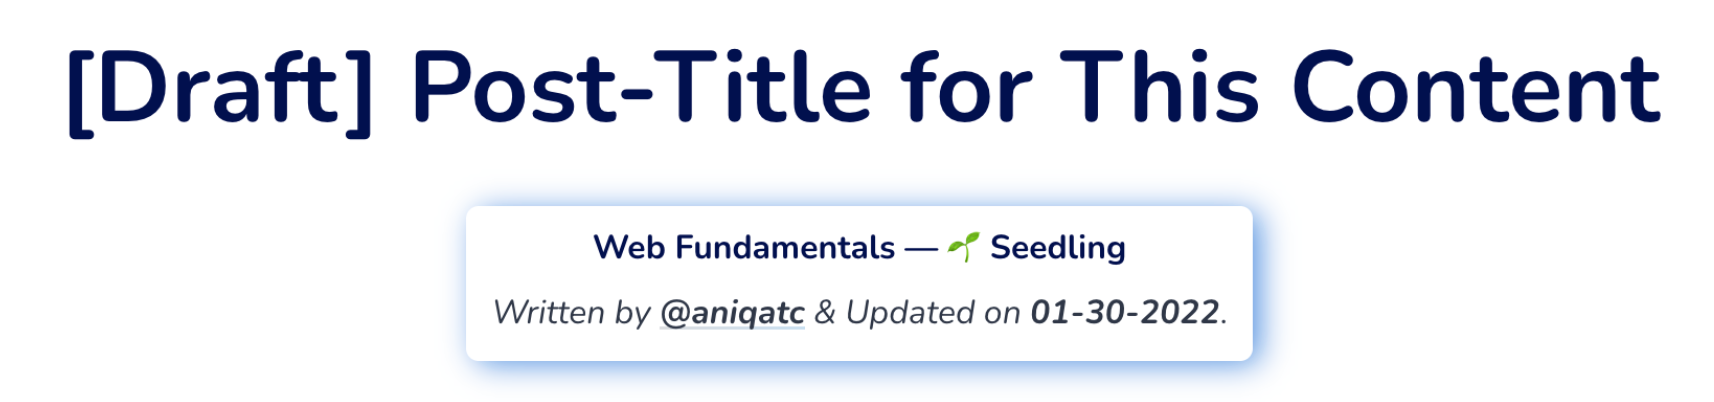 [Draft] Post-Title for This Content
Web Fundamentals — 🌱 Seedling
Written by @aniqatc & Updated on 01-30-2022.